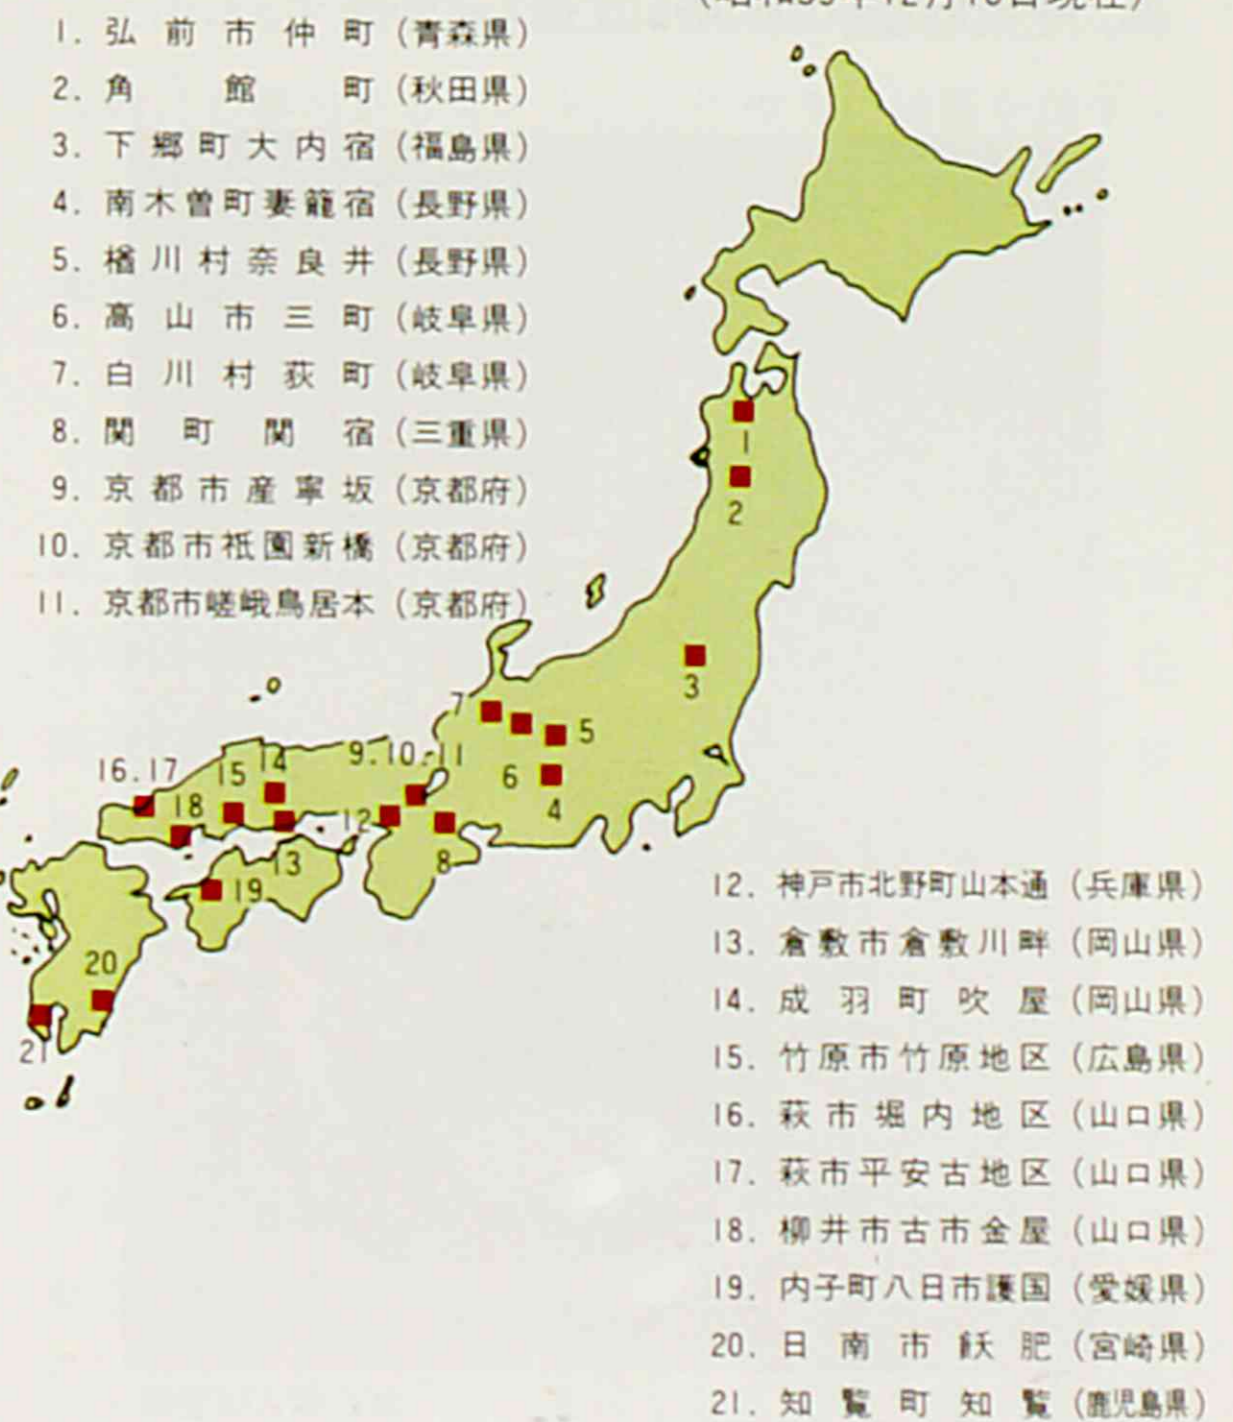 1. 弘前市仲町（青森県）
2. 角館町（秋田県）
3. 下郷町大内宿（福島県）
4. 南木曽町妻籠宿（長野県）
5. 楢川村奈良井（長野県）
6. 高山市三町（岐阜県）
7. 白川村荻町（岐阜県）
8. 関町関宿（三重県）
9. 京都市産寧坂（京都府）
10. 京都市祇園新橋（京都府）
11. 京都市嵯峨鳥居本（京都府）
1
2
3
7
5
6
4
9.10.11
16.17
15
14
18
12
8
13
19
20
21
12. 神戸市北野町山本通（兵庫県）
13. 倉敷市倉敷川畔（岡山県）
14. 成羽町吹屋（岡山県）
15. 竹原市竹原地区（広島県）
16. 萩市堀内地区（山口県）
17. 萩市平安古地区（山口県）
18. 柳井市古市金屋（山口県）
19. 内子町八日市護国（愛媛県）
20. 日南市飫肥（宮崎県）
21. 知覧町知覧（鹿児島県）